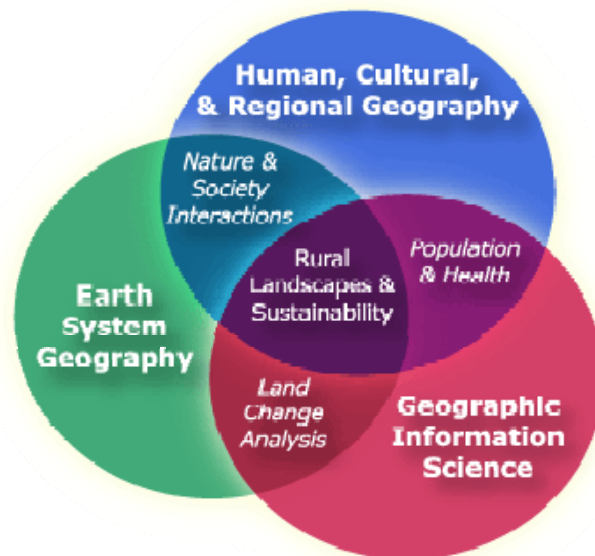 Human, Cultural,
& Regional Geography
Nature &
Society
Interactions
Rural
Landscapes &
Sustainability
Population
& Health
Earth
System
Geography
Land
Change
Analysis
Geographic
Information
Science